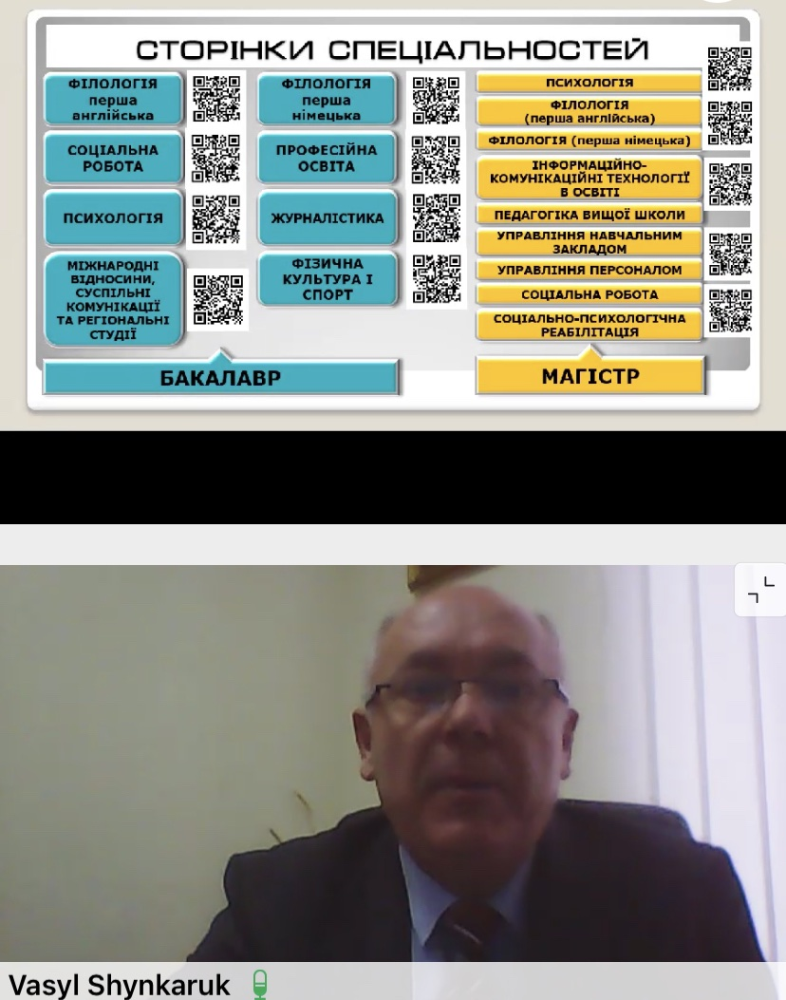 СТОРІНКИ СПЕЦІАЛЬНОСТЕЙ
ФІЛОЛОГІЯ
перша
англійська
СОЦІАЛЬНА
РОБОТА
ПСИХОЛОГІЯ
МІЖНАРОДНІ
ВІДНОСИНИ,
СУСПІЛЬНІ
КОМУНІКАЦІЇ
ТА РЕГІОНАЛЬНІ
СТУДІЇ
ФІЛОЛОГІЯ
перша
німецька
ПРОФЕСІЙНА
ОСВІТА
ЖУРНАЛІСТИКА
ФІЗИЧНА
КУЛЬТУРА І
СПОРТ
БАКАЛАВР
ПСИХОЛОГІЯ
ФІЛОЛОГІЯ
(перша англійська)
ФІЛОЛОГІЯ (перша німецька)
ІНФОРМАЦІЙНО-
КОМУНІКАЦІЙНІ ТЕХНОЛОГІЇ
В ОСВІТІ
ПЕДАГОГІКА ВИЩОЇ ШКОЛИ
УПРАВЛІННЯ НАВЧАЛЬНИМ
ЗАКЛАДОМ
УПРАВЛІННЯ ПЕРСОНАЛОМ
СОЦІАЛЬНА РОБОТА
СОЦІАЛЬНО-ПСИХОЛОГІЧНА
РЕАБІЛІТАЦІЯ
МАГІСТР
Vasyl Shynkaruk